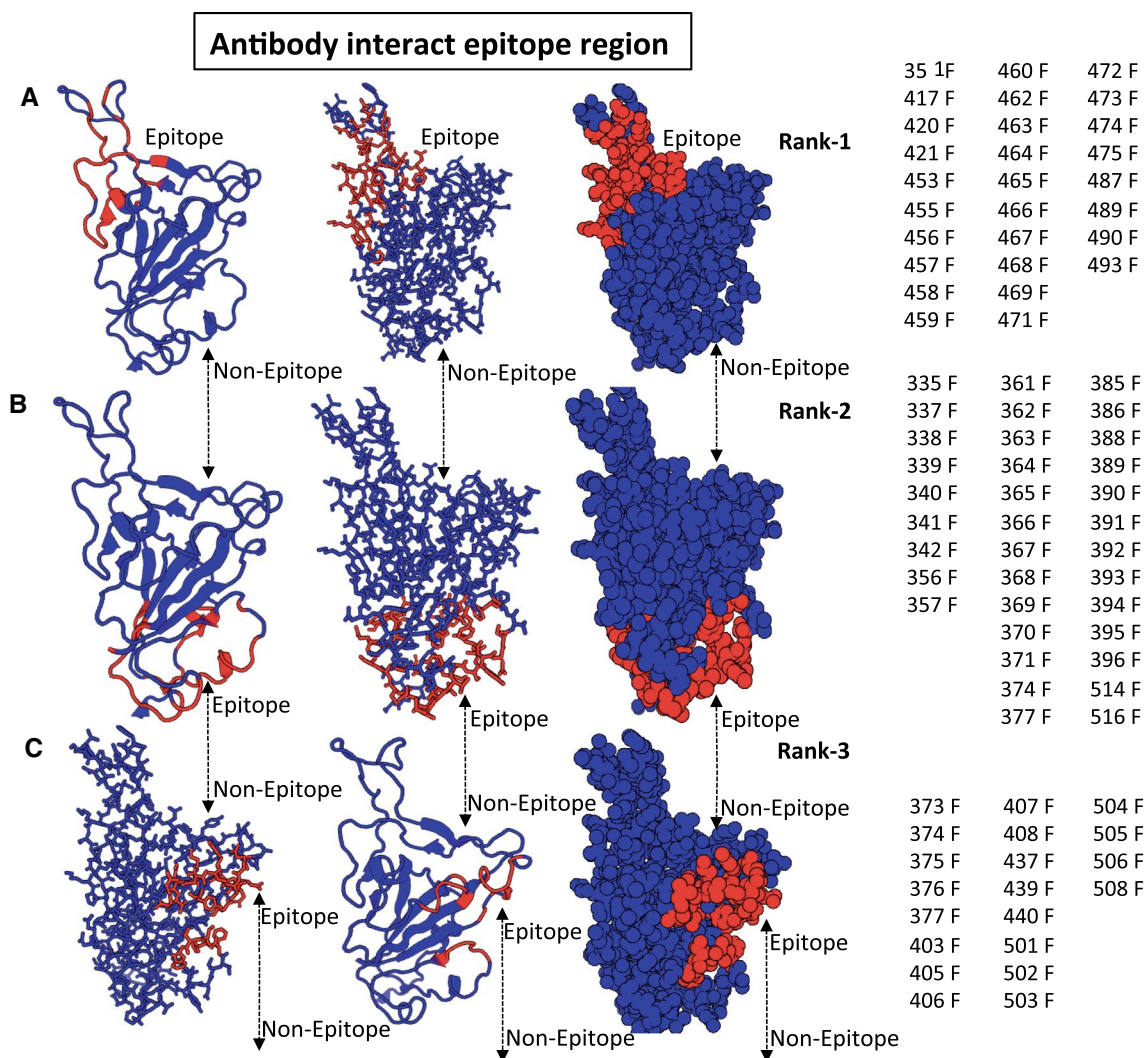 Antibody interact epitope region
A
Epitope
Epitope
Epitope
Rank-1
35 1F 460 F 472 F
417 F 462 F 473 F
420 F 463 F 474 F
421 F 464 F 475 F
453 F 465 F 487 F
455 F 466 F 489 F
456 F 467 F 490 F
457 F 468 F 493 F
458 F 469 F
459 F 471 F
Non-Epitope
Non-Epitope
Non-Epitope
B
Rank-2
335 F 361 F 385 F
337 F 362 F 386 F
338 F 363 F 388 F
339 F 364 F 389 F
340 F 365 F 390 F
341 F 366 F 391 F
342 F 367 F 392 F
356 F 368 F 393 F
357 F 369 F 394 F
370 F 395 F
371 F 396 F
374 F 514 F
377 F 516 F
Epitope
Epitope
Epitope
C
Rank-3
Non-Epitope
Non-Epitope
Non-Epitope
373 F 407 F 504 F
374 F 408 F 505 F
375 F 437 F 506 F
376 F 439 F 508 F
377 F 440 F
403 F 501 F
405 F 502 F
406 F 503 F
Epitope
Epitope
Epitope
Non-Epitope
Non-Epitope
Non-Epitope